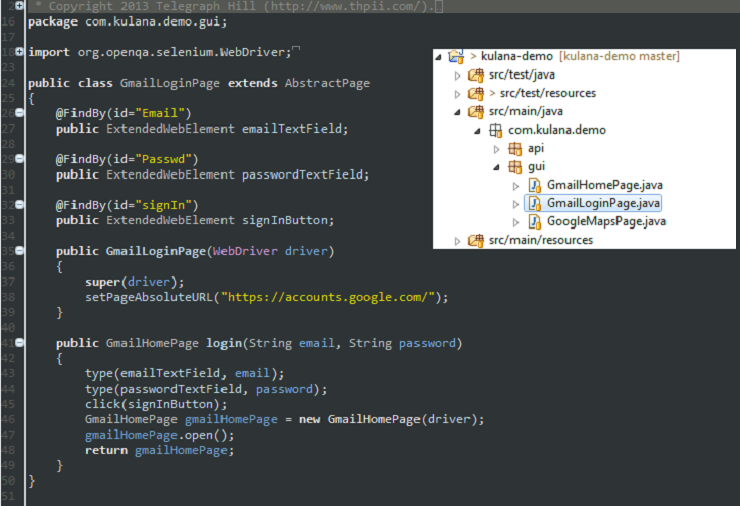 2 * Copyright 2013 Telegraph Hill (http://www.thpii.com/).
16 package com.kulana.demo.gui;
17
18 import org.openqa.selenium.WebDriver;
23
24 public class GmailLoginPage extends AbstractPage
25 {
26 @FindBy(id="Email")
27 public ExtendedWebElement emailTextField;
28
29 @FindBy(id="Passwd")
30 public ExtendedWebElement passwordTextField;
31
32 @FindBy(id="signIn")
33 public ExtendedWebElement signInButton;
34
35 public GmailLoginPage(WebDriver driver)
36 {
37 super(driver);
38 setPageAbsoluteURL("https://accounts.google.com/");
39 }
40
41 public GmailHomePage login(String email, String password)
42 {
43 type(emailTextField, email);
44 type(passwordTextField, password);
45 click(signInButton);
46 GmailHomePage gmailHomePage = new GmailHomePage(driver);
47 gmailHomePage.open();
48 return gmailHomePage;
49 }
50 }
51
> kulana-demo [kulana-demo master]
src/test/java
> src/test/resources
src/main/java
com.kulana.demo
api
gui
GmailHomePage.java
GmailLoginPage.java
GoogleMapsPage.java
src/main/resources